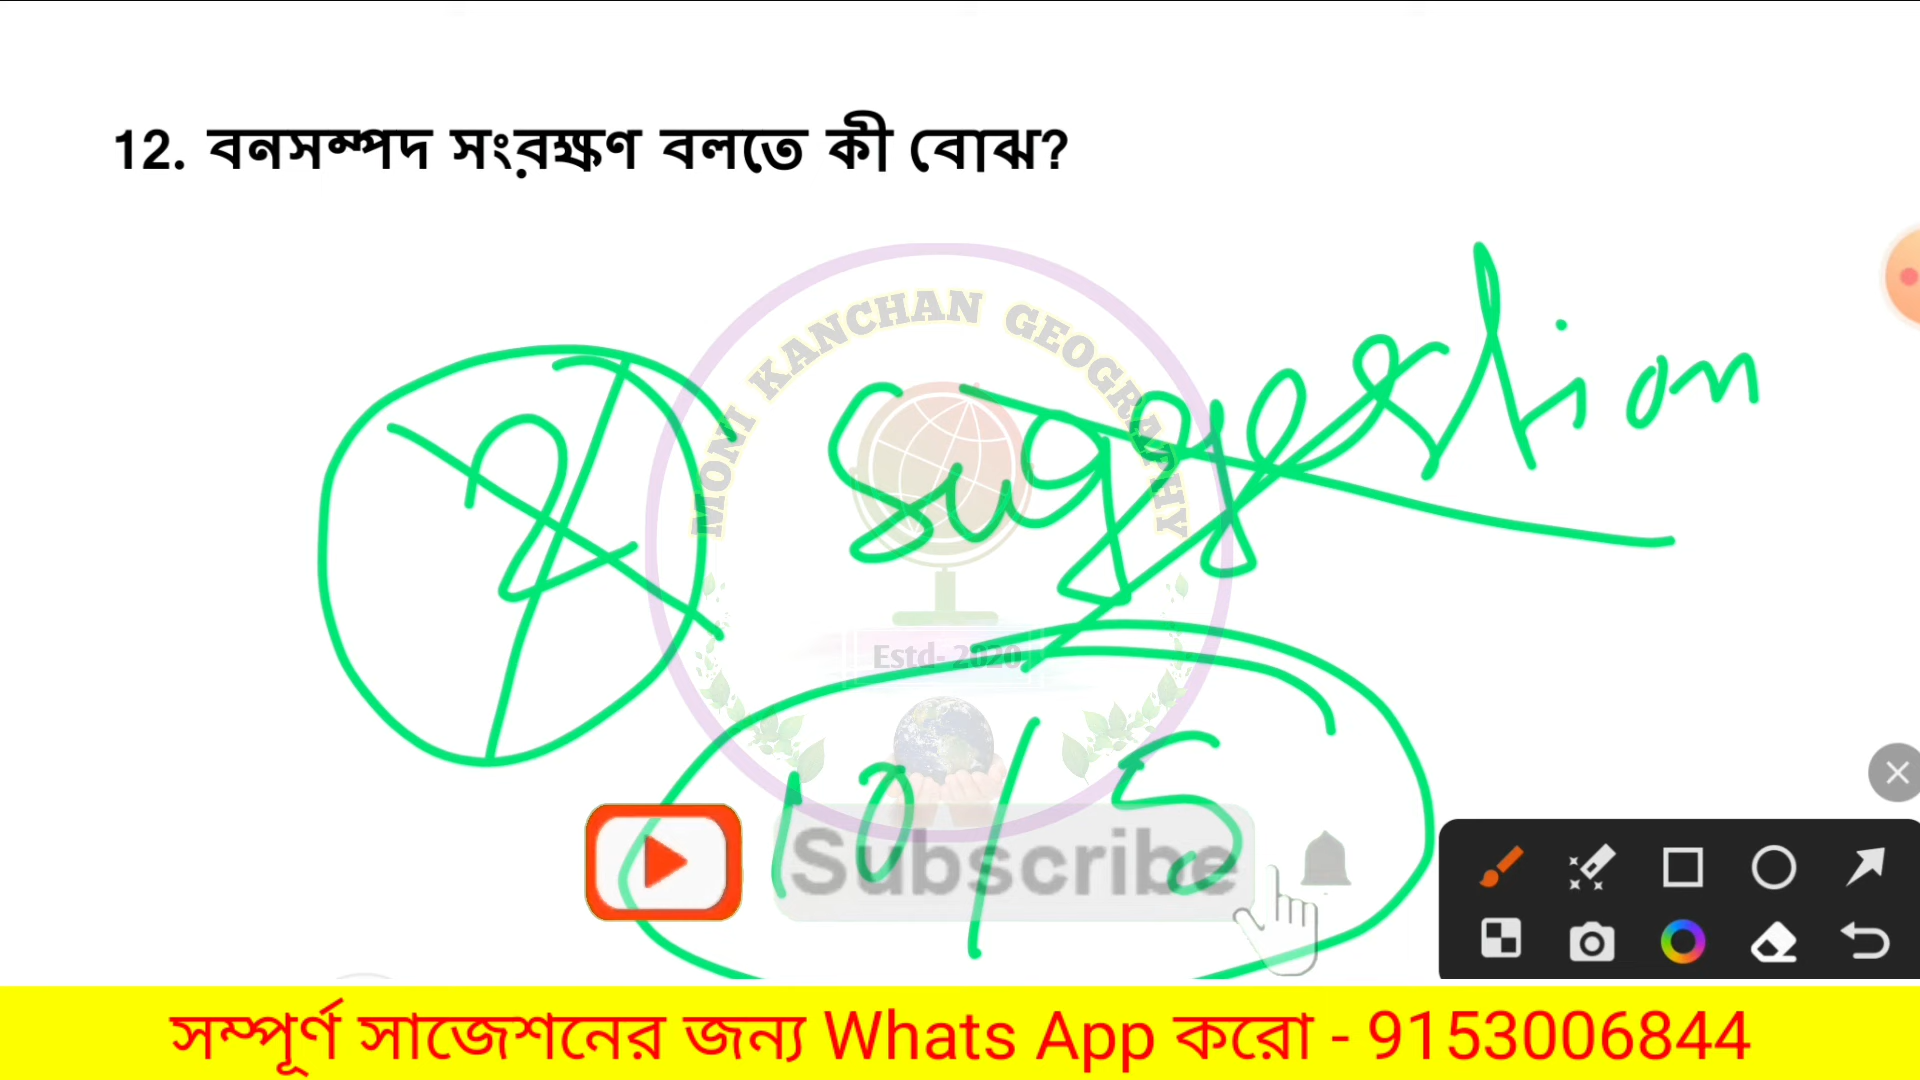 12. বনসম্পদ সংরক্ষণ বলতে কী বোঝ?
MONI KANCHAN GEOGRAPHY
2
Suggestion
Estd- 2020
10/5
Subscribe
সম্পূর্ণ সাজেশনের জন্য Whats App করো - 9153006844